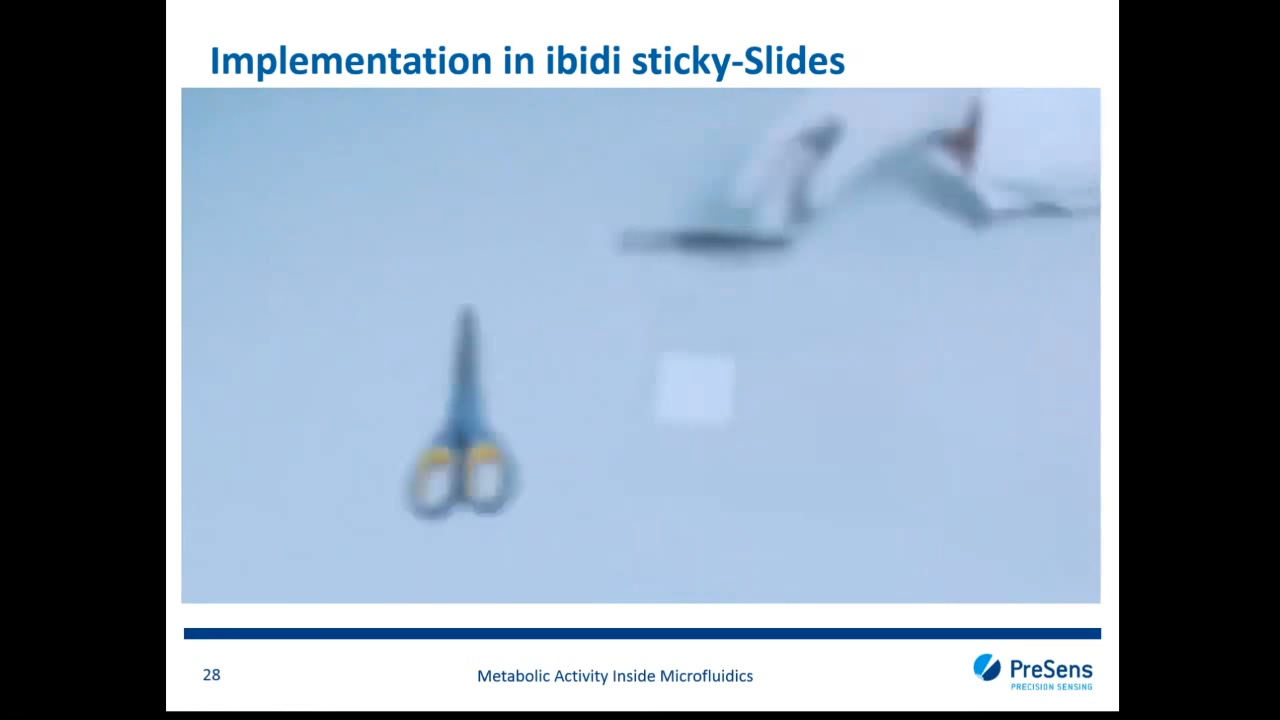 Implementation in ibidi sticky-Slides
28
Metabolic Activity Inside Microfluidics
PreSens
PRECISION SENSING